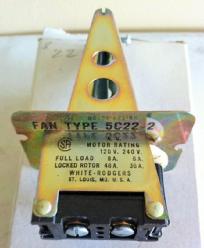 FAN TYPE 5C22-2
MOTOR RATING
120 V. 240 V.
FULL LOAD 8A. 6A.
LOCKED ROTOR 48A. 36A.
WHITE-RODGERS
ST. LOUIS, MO. U.S.A.